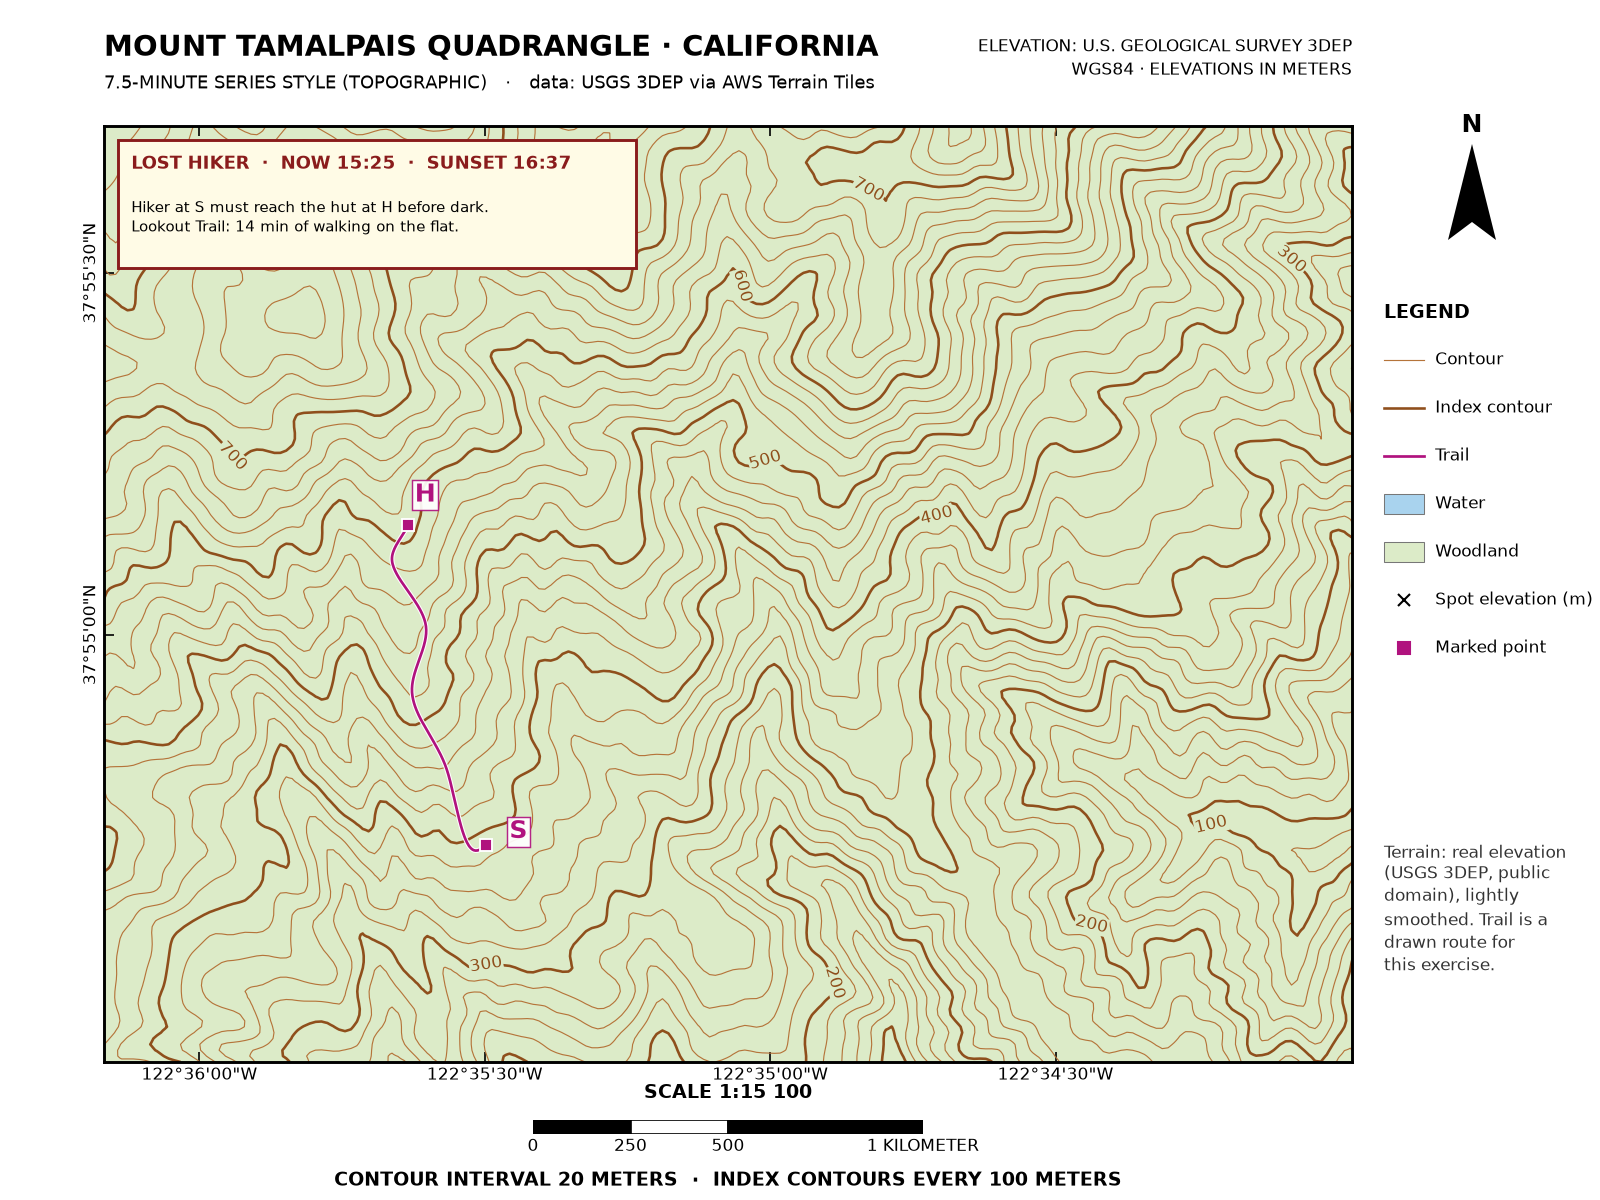 MOUNT TAMALPAIS QUADRANGLE · CALIFORNIA
7.5-MINUTE SERIES STYLE (TOPOGRAPHIC) · data: USGS 3DEP via AWS Terrain Tiles
ELEVATION: U.S. GEOLOGICAL SURVEY 3DEP
WGS84 · ELEVATIONS IN METERS
LOST HIKER · NOW 15:25 · SUNSET 16:37
Hiker at S must reach the hut at H before dark.
Lookout Trail: 14 min of walking on the flat.
700
600
300
700
500
400
H
S
100
200
300
200
37°55'30"N
37°55'00"N
122°36'00"W
122°35'30"W
122°35'00"W
122°34'30"W
N
LEGEND
Contour
Index contour
Trail
Water
Woodland
Spot elevation (m)
Marked point
Terrain: real elevation
(USGS 3DEP, public
domain), lightly
smoothed. Trail is a
drawn route for
this exercise.
SCALE 1:15 100
0 250 500 1 KILOMETER
CONTOUR INTERVAL 20 METERS · INDEX CONTOURS EVERY 100 METERS